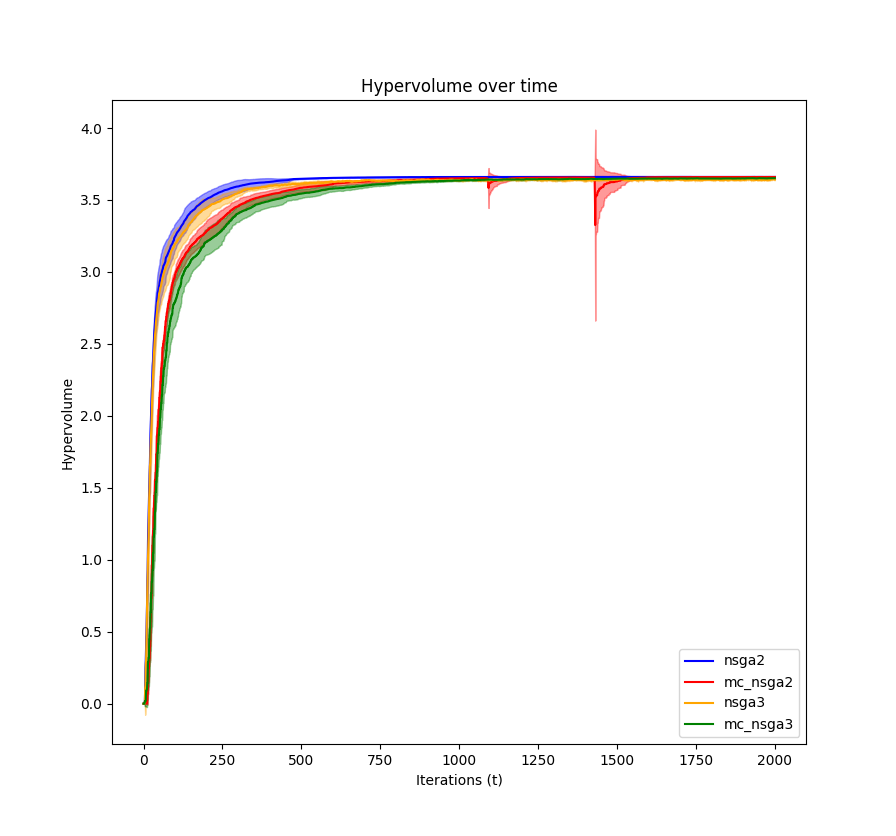 Hypervolume over time
4.0
3.5
3.0
2.5
2.0
1.5
1.0
0.5
0.0
Hypervolume
0 250 500 750 1000 1250 1500 1750 2000
Iterations (t)
nsga2
mc_nsga2
nsga3
mc_nsga3